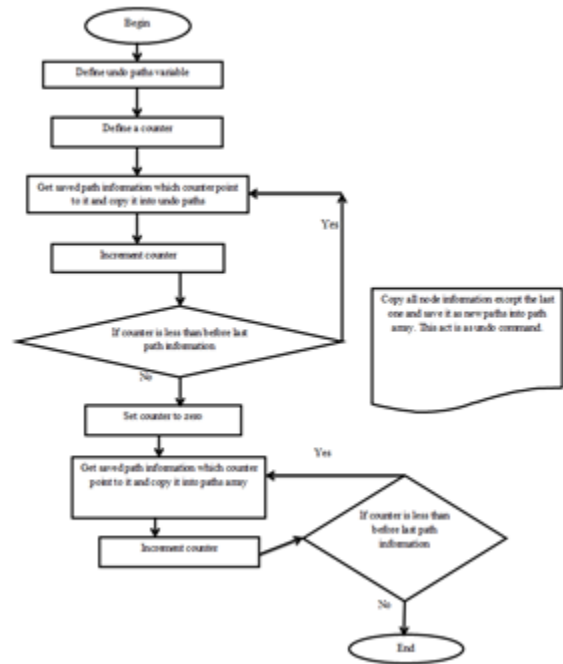 Begin
Define undo paths variable
Define a counter
Get saved path information which counter point
to it and copy it into undo paths
Yes
Increment counter
Copy all node information except the last
one and save it as new paths into path
array. This act is as undo command.
If counter is less than before last
path information
No
Set counter to zero
Yes
Get saved path information which counter
point to it and copy it into paths array
If counter is less than
before last path
information
Increment counter
No
End